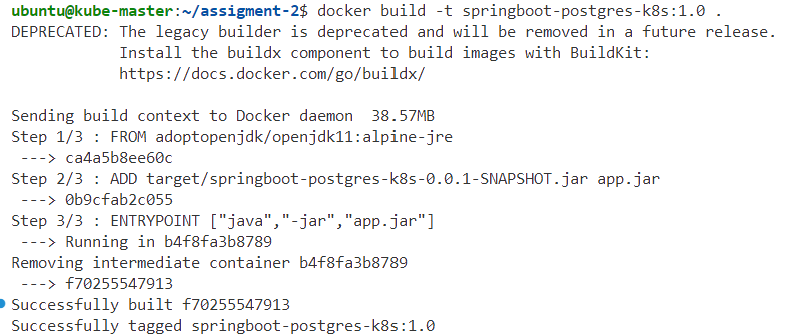 ubuntu@kube-master:~/assigment-2$ docker build -t springboot-postgres-k8s:1.0 .
DEPRECATED: The legacy builder is deprecated and will be removed in a future release.
            Install the buildx component to build images with BuildKit:
            https://docs.docker.com/go/buildx/

Sending build context to Docker daemon  38.57MB
Step 1/3 : FROM adoptopenjdk/openjdk11:alpine-jre
 ---> ca4a5b8ee60c
Step 2/3 : ADD target/springboot-postgres-k8s-0.0.1-SNAPSHOT.jar app.jar
 ---> 0b9cfab2c055
Step 3/3 : ENTRYPOINT ["java","-jar","app.jar"]
 ---> Running in b4f8fa3b8789
Removing intermediate container b4f8fa3b8789
 ---> f70255547913
Successfully built f70255547913
Successfully tagged springboot-postgres-k8s:1.0